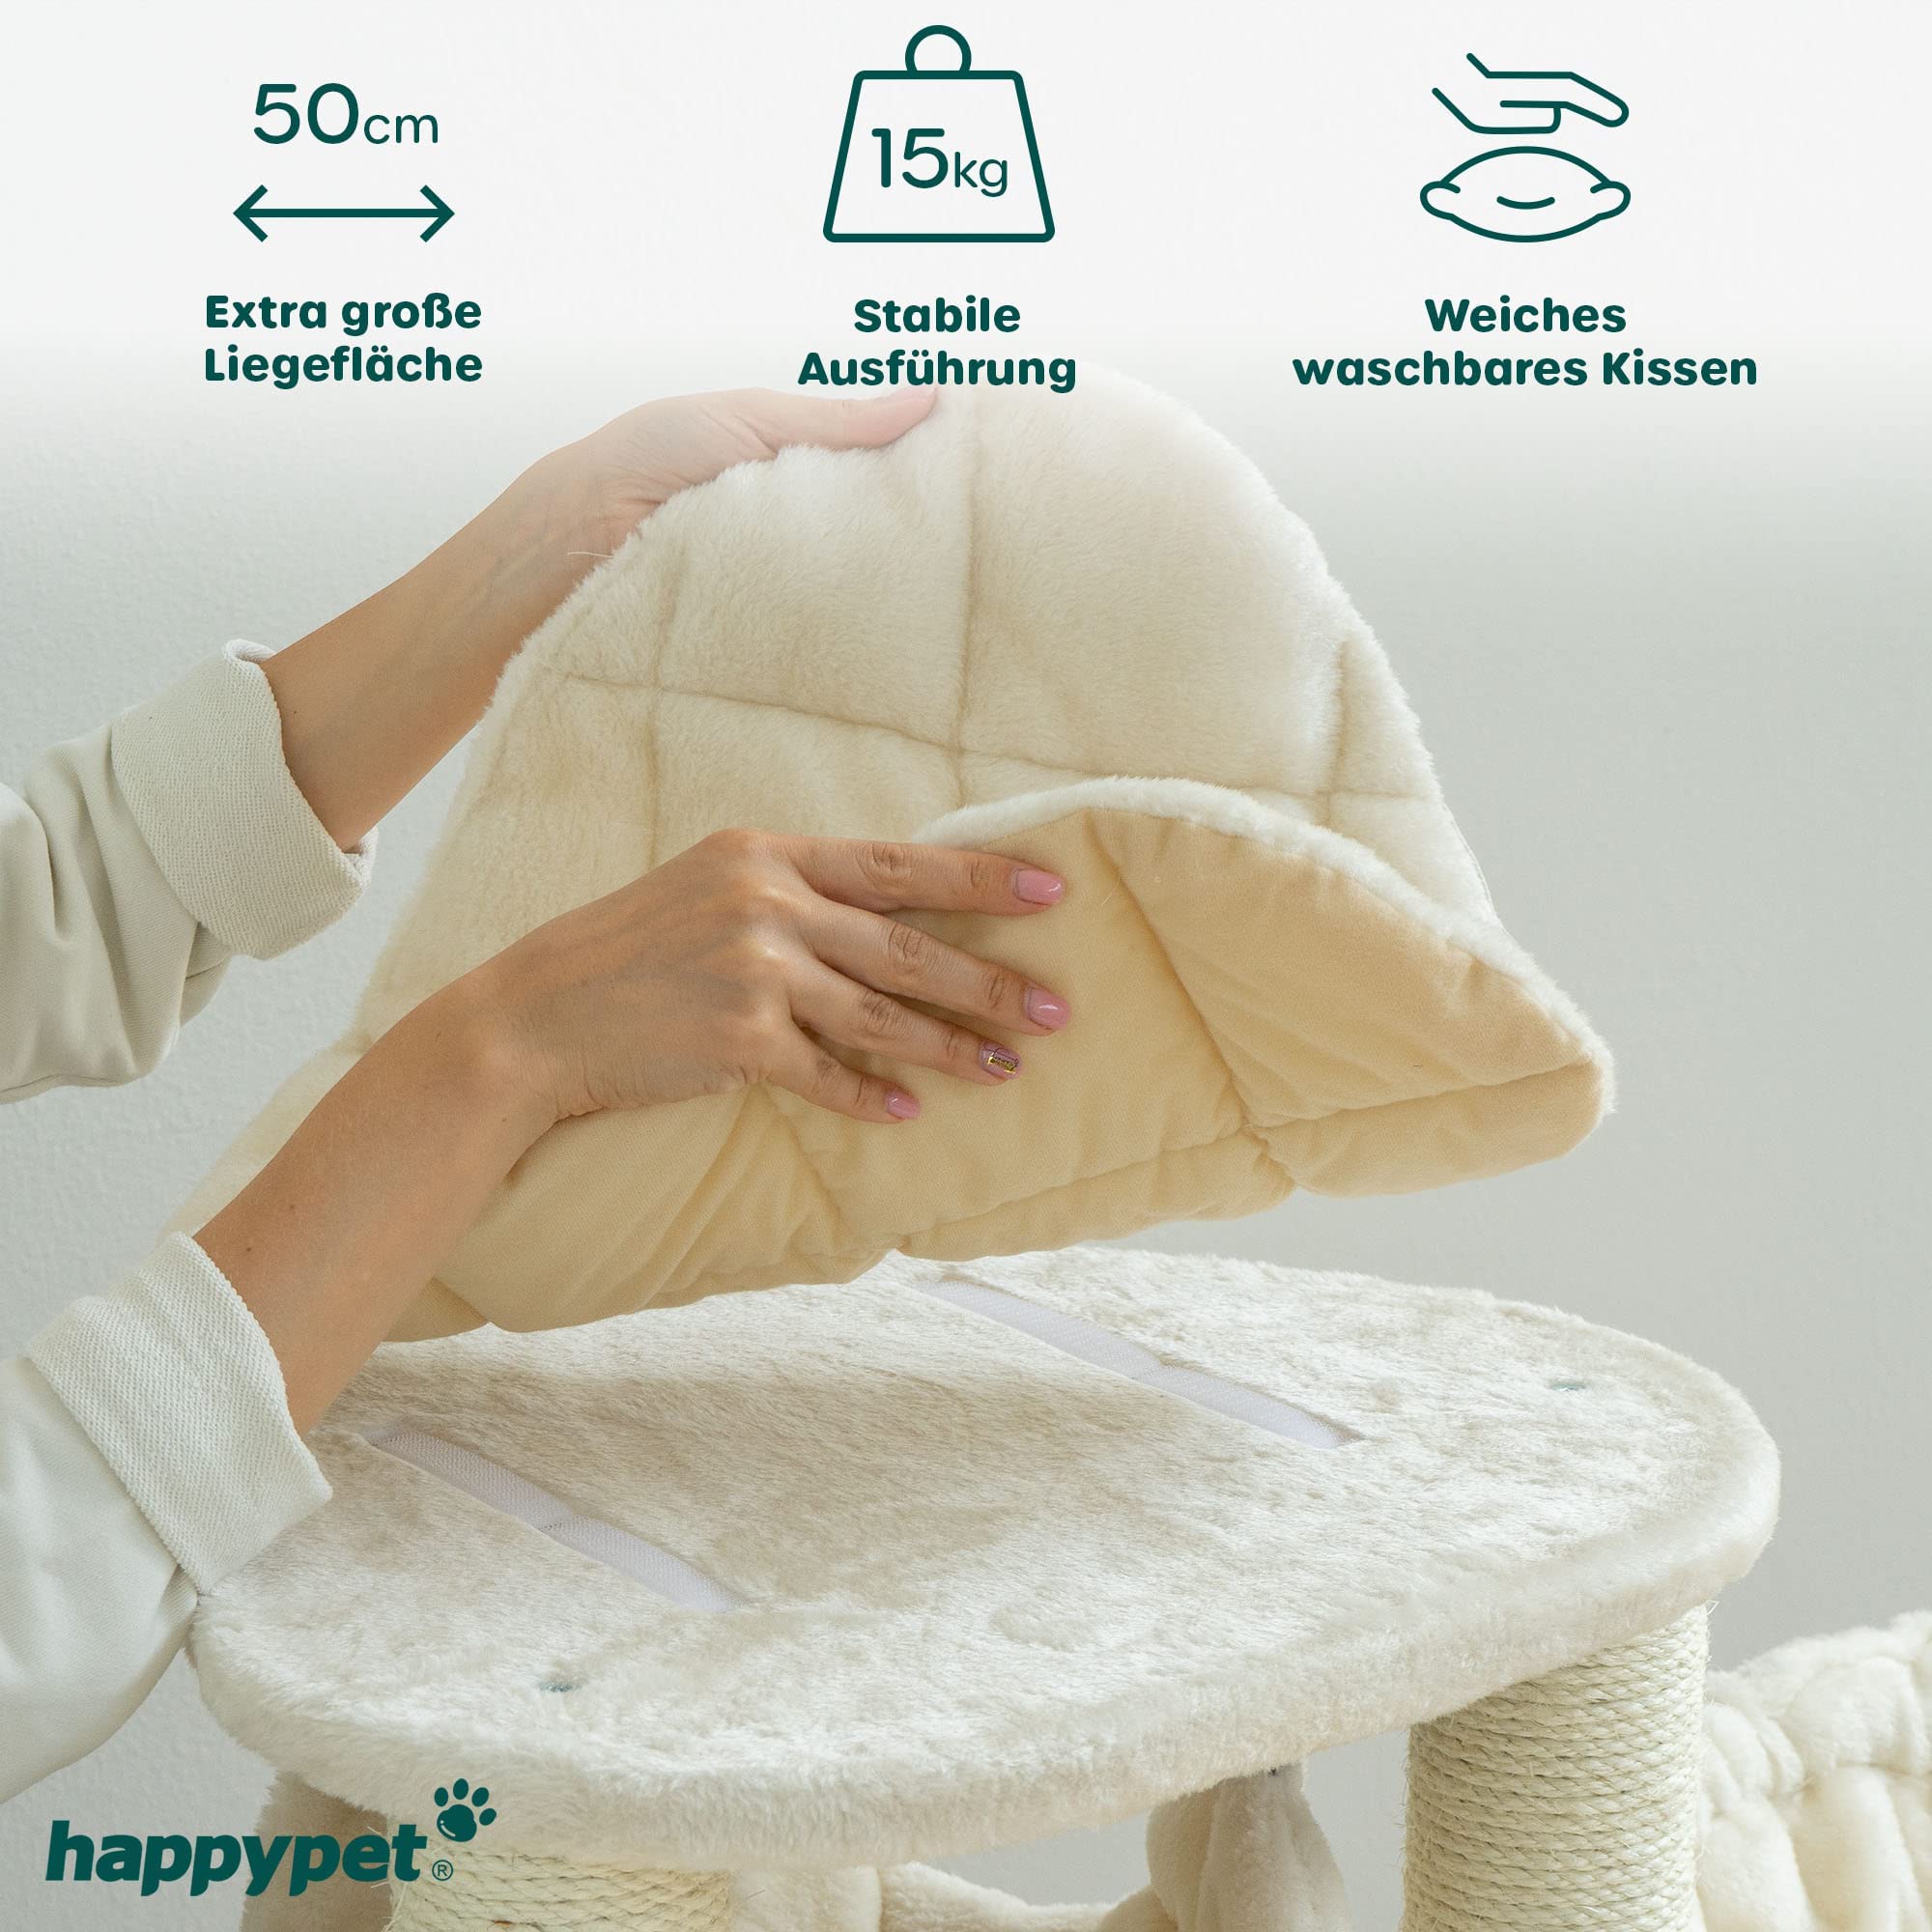 50cm
Extra große
Liegefläche
15kg
Stabile
Ausführung
Weiches
waschbares Kissen
happypet®